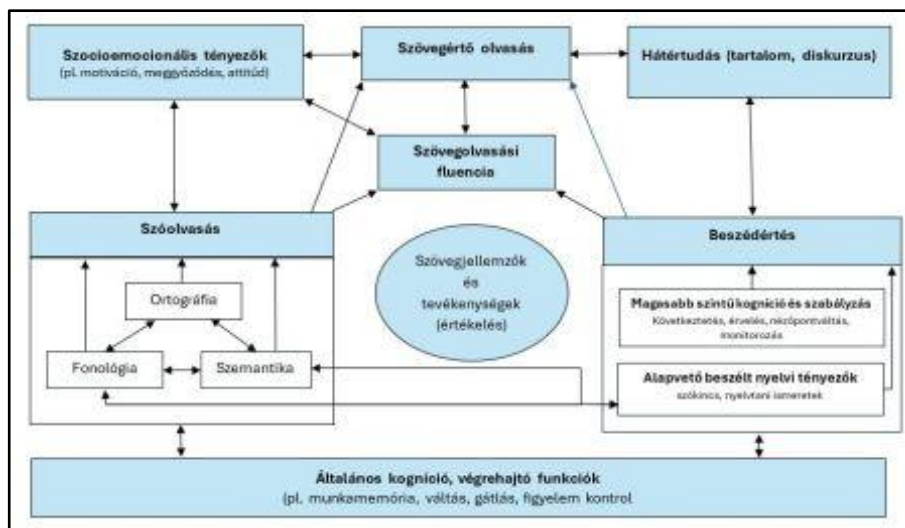 Szocioemocionális tényezők
(pl. motiváció, meggyőződés, attitűd)
Szövegértő olvasás
Hátértudás (tartalom, diskurzus)
Szövegolvasási
fluencia
Szóolvasás
Beszédértés
Szövegjellemzők
és
tevékenységek
(értékelés)
Ortográfia
Fonológia
Szemantika
Magasabb szintű kogníció és szabályzás
Következtetés, érvelés, nézőpontváltás,
monitorozás
Alapvető beszélt nyelvi tényezők
szókincs, nyelvtani ismeretek
Általános kogníció, végrehajtó funkciók
(pl. munkamemória, váltás, gátlás, figyelem kontrol